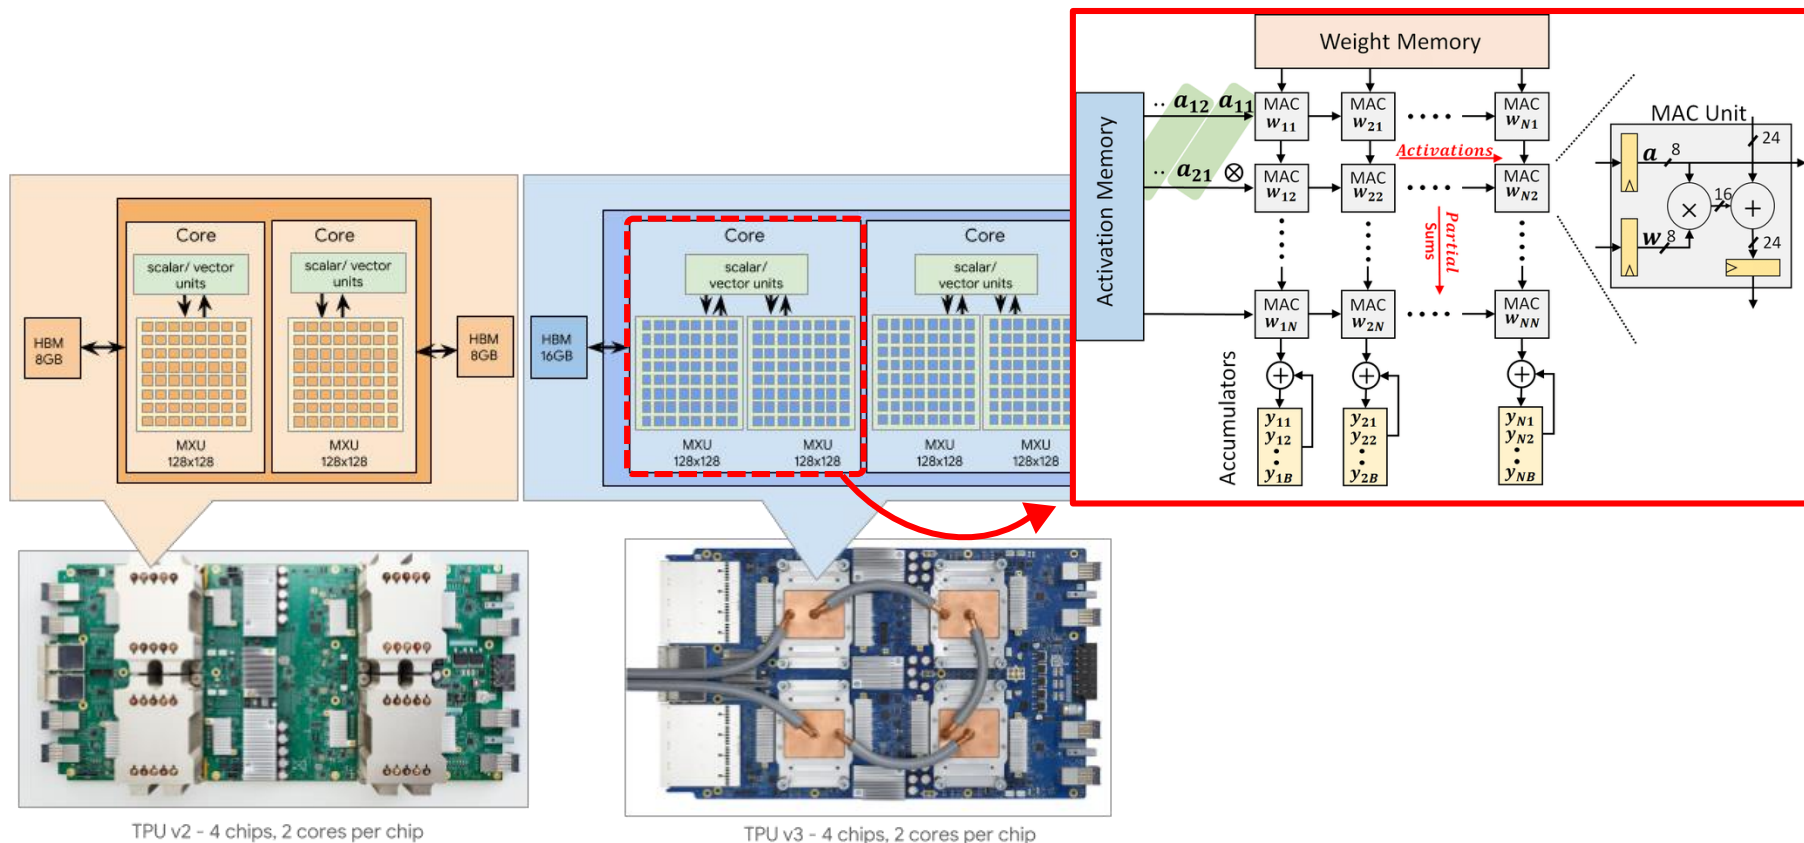 Core
scalar/ vector
units
MXU
128x128
Core
scalar/ vector
units
MXU
128x128
HBM
8GB
HBM
8GB
TPU v2 - 4 chips, 2 cores per chip
HBM
16GB
Core
scalar/
vector units
MXU
128x128
MXU
128x128
Core
scalar/
vector units
MXU
128x128
MXU
128x128
TPU v3 - 4 chips, 2 cores per chip
Weight Memory
Activation Memory
·· a12 a11
·· a21 ⊗
MAC
w11
MAC
w21
····
MAC
wN1
Activations
MAC
w12
MAC
w22
····
MAC
wN2
Partial
Sums
MAC
w1N
MAC
w2N
····
MAC
wNN
Accumulators
+
+
+
y11
y12
y1B
y21
y22
y2B
yN1
yN2
yNB
MAC Unit
24
a 8
16
×
+
w 8
24